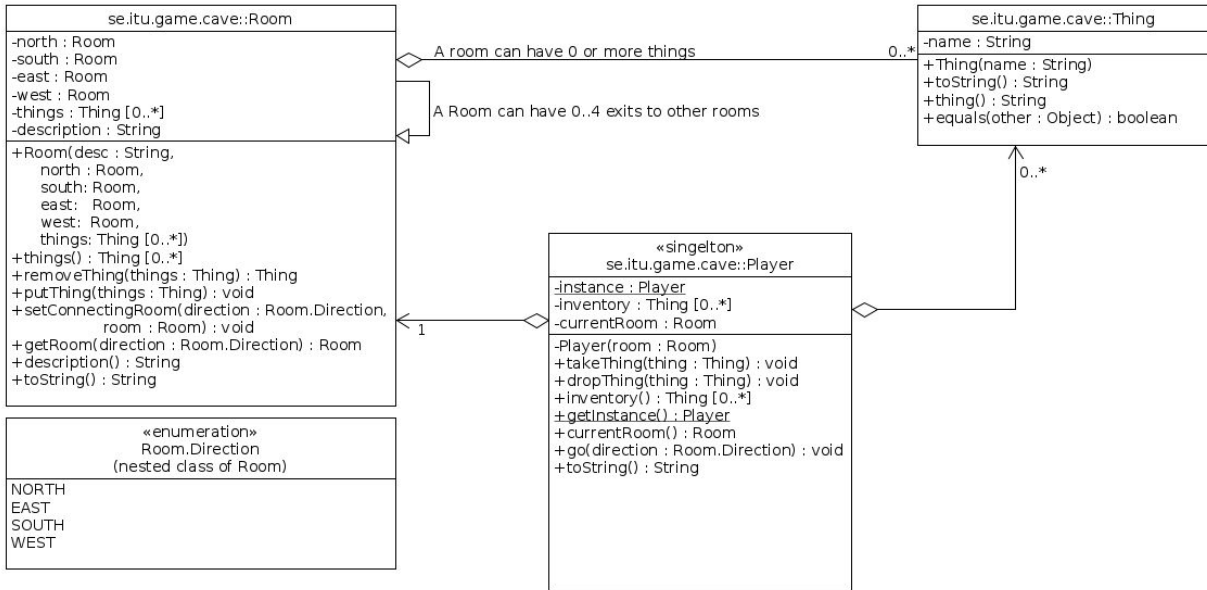 se.itu.game.cave::Room
-north : Room
-south : Room
-east : Room
-west : Room
-things : Thing [0..*]
-description : String
+Room(desc : String,
north : Room,
south: Room,
east: Room,
west: Room,
things: Thing [0..*])
+things() : Thing [0..*]
+removeThing(things : Thing) : Thing
+putThing(things : Thing) : void
+setConnectingRoom(direction : Room.Direction,
room : Room) : void
+getRoom(direction : Room.Direction) : Room
+description() : String
+toString() : String
A room can have 0 or more things
0..*
A Room can have 0..4 exits to other rooms
se.itu.game.cave::Thing
-name : String
+Thing(name : String)
+toString() : String
+thing() : String
+equals(other : Object) : boolean
0..*
1
«singelton»
se.itu.game.cave::Player
-instance : Player
-inventory : Thing [0..*]
-currentRoom : Room
-Player(room : Room)
+takeThing(thing : Thing) : void
+dropThing(thing : Thing) : void
+inventory() : Thing [0..*]
+getInstance() : Player
+currentRoom() : Room
+go(direction : Room.Direction) : void
+toString() : String
«enumeration»
Room.Direction
(nested class of Room)
NORTH
EAST
SOUTH
WEST